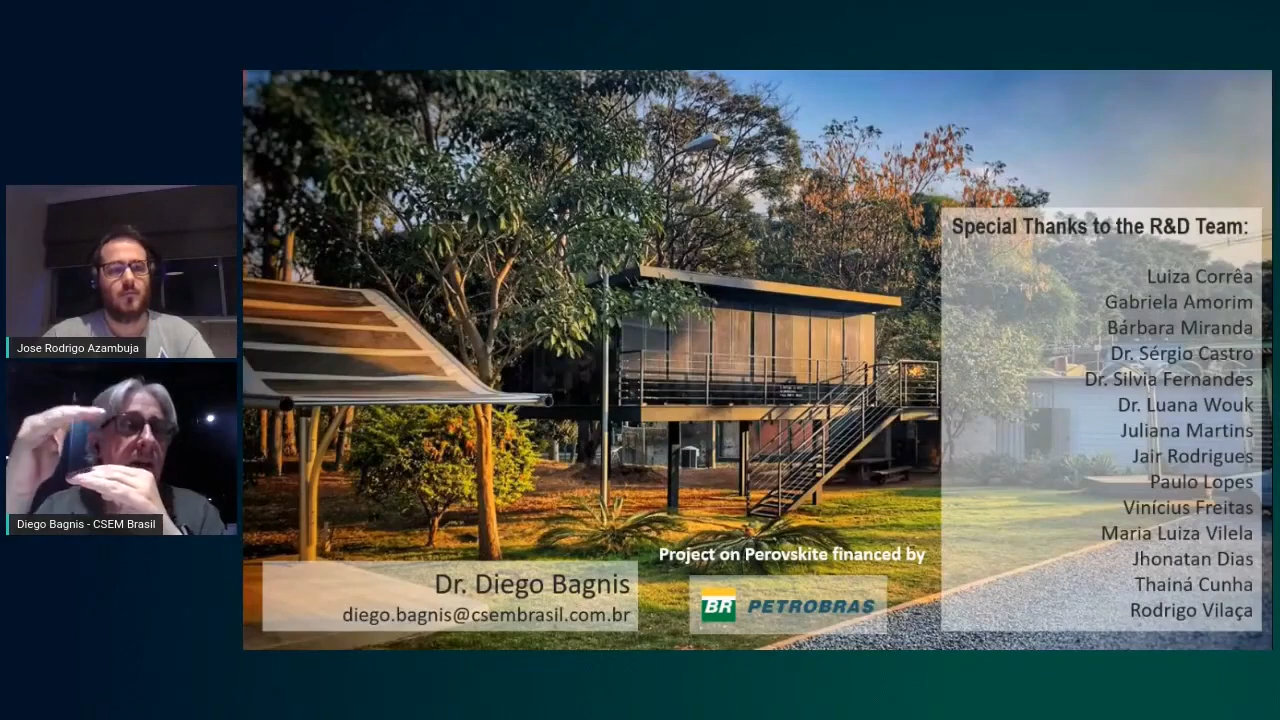 Jose Rodrigo Azambuja
Diego Bagnis - CSEM Brasil
Special Thanks to the R&D Team:
Luiza Corrêa
Gabriela Amorim
Bárbara Miranda
Dr. Sérgio Castro
Dr. Silvia Fernandes
Dr. Luana Wouk
Juliana Martins
Jair Rodrigues
Paulo Lopes
Vinícius Freitas
Maria Luiza Vilela
Jhonatan Dias
Thainá Cunha
Rodrigo Vilaça
Project on Perovskite financed by
BR PETROBRAS
Dr. Diego Bagnis
diego.bagnis@csembrasil.com.br